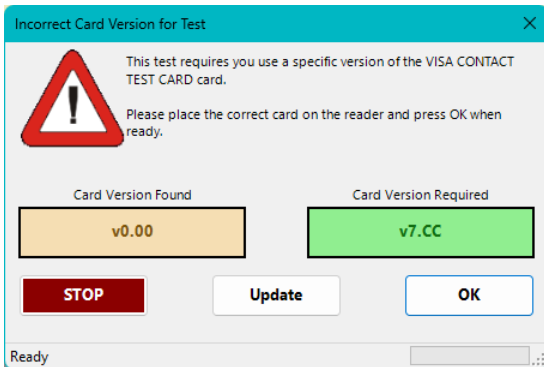 Incorrect Card Version for Test
This test requires you use a specific version of the VISA CONTACT
TEST CARD card.
Please place the correct card on the reader and press OK when
ready.
Card Version Found
Card Version Required
v0.00
v7.CC
STOP
Update
OK
Ready